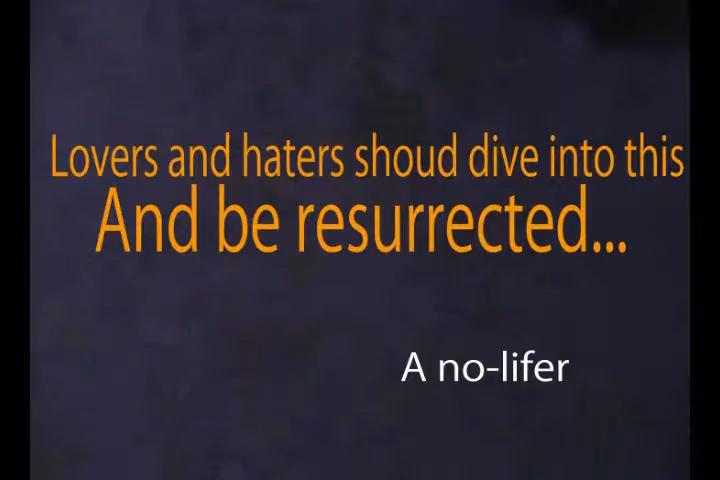 Lovers and haters shoud dive into this
And be resurrected...
A no-lifer